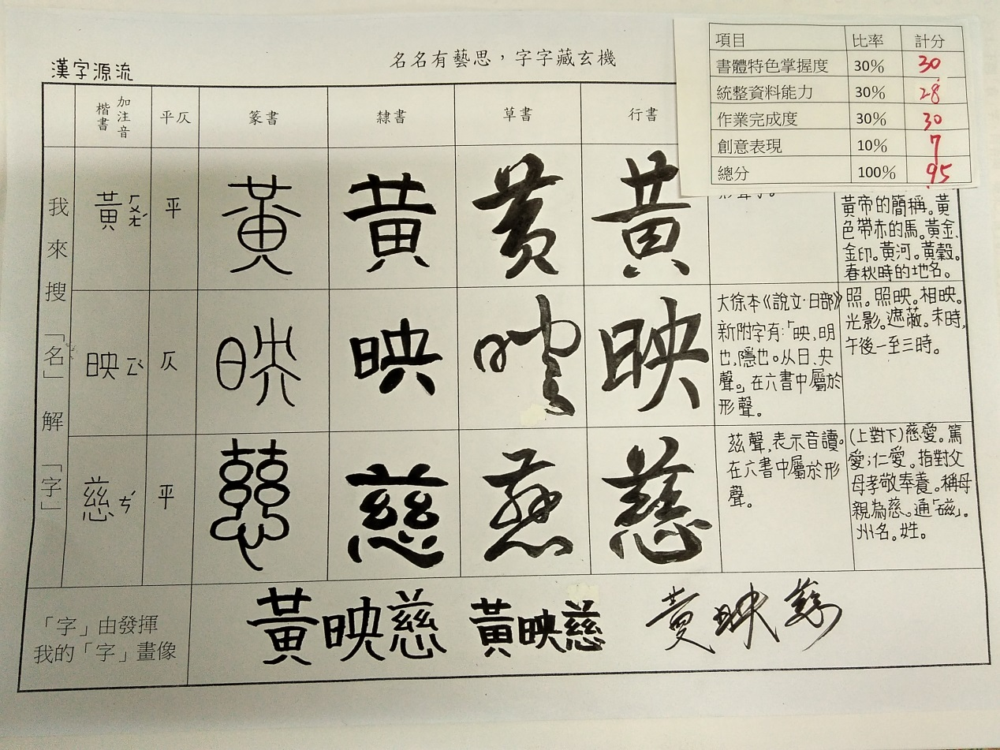 漢字源流
名名有藝思，字字藏玄機
項目 比率 計分
書體特色掌握度 30% 30
統整資料能力 30% 28
作業完成度 30% 30
創意表現 10% 7
總分 100% 95
楷書 加注音 平仄 篆書 隸書 草書 行書
我來搜「名」解「字」
黃 ㄏㄨㄤˊ 平 黃 黃 黃 黃
黃帝的簡稱。黃
色帶赤的馬。黃金、
金印。黃河。黃穀。
春秋時的地名。
映 ㄧㄥˋ 仄 映 映 映 映
大徐本《說文·日部》
新附字有:「映，明
也，隱也。从日、央
聲。」在六書中屬於
形聲。
照。照映。相映。
光影。遮蔽。未時，
午後一至三時。
慈 ㄘˊ 平 慈 慈 慈 慈
茲聲，表示音讀。
在六書中屬於形
聲。
(上對下)慈愛。篤
愛;仁愛。指對父
母孝敬奉養。稱母
親為慈。通「磁」。
州名。姓。
「字」由發揮
我的「字」畫像
黃映慈 黃映慈 黃映慈